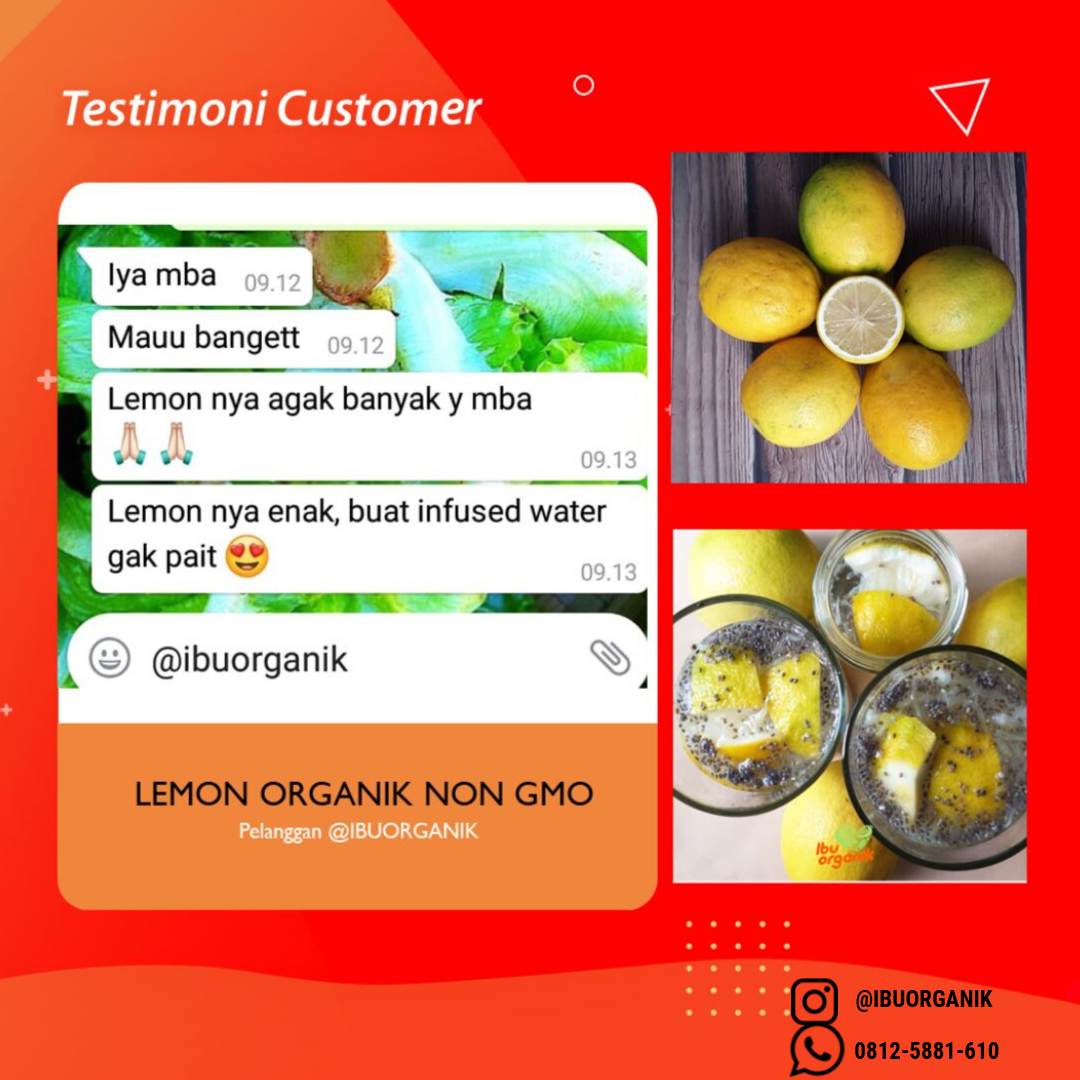 Testimoni Customer
Iya mba 09.12
Mauu bangett 09.12
Lemon nya agak banyak y mba
🙏🏻 🙏🏻 09.13
Lemon nya enak, buat infused water
gak pait 😍 09.13
@ibuorganik
LEMON ORGANIK NON GMO
Pelanggan @IBUORGANIK
Ibu
organik
@IBUORGANIK
0812-5881-610